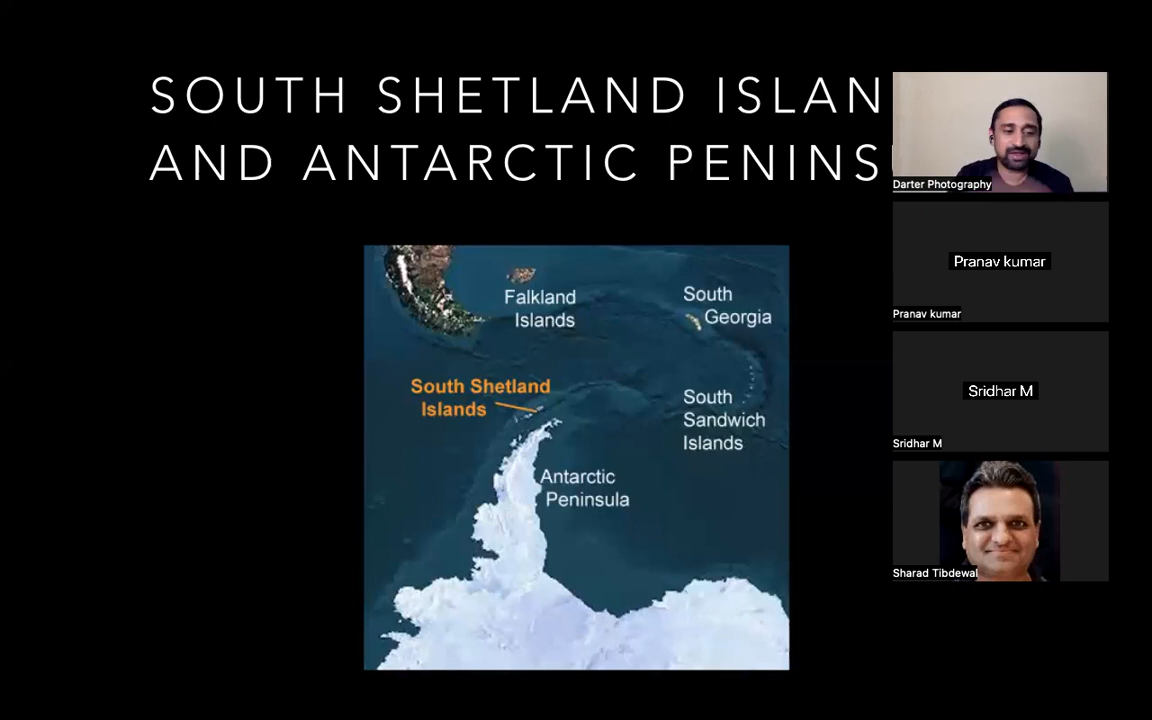 SOUTH SHETLAND ISLAN
AND ANTARCTIC PENINS
Falkland
Islands
South
Georgia
South Shetland
Islands
South
Sandwich
Islands
Antarctic
Peninsula
Darter Photography
Pranav kumar
Pranav kumar
Sridhar M
Sridhar M
Sharad Tibdewal